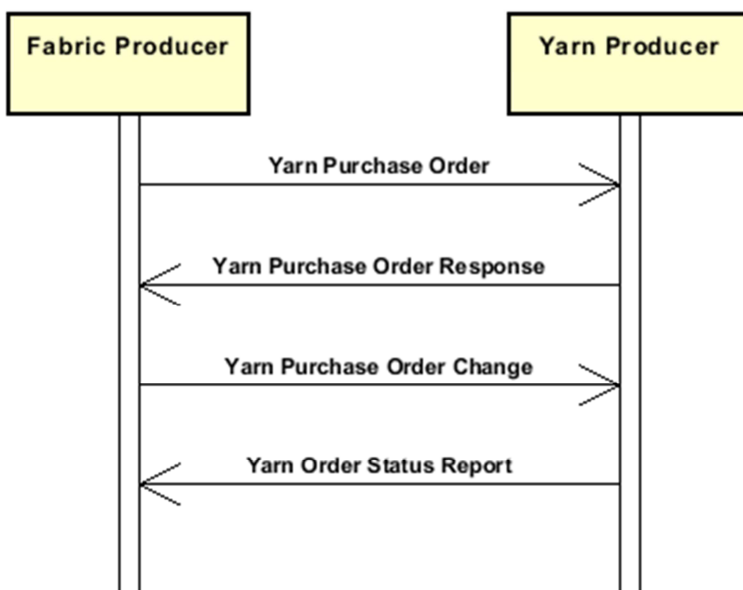 Fabric Producer
Yarn Producer
Yarn Purchase Order
Yarn Purchase Order Response
Yarn Purchase Order Change
Yarn Order Status Report